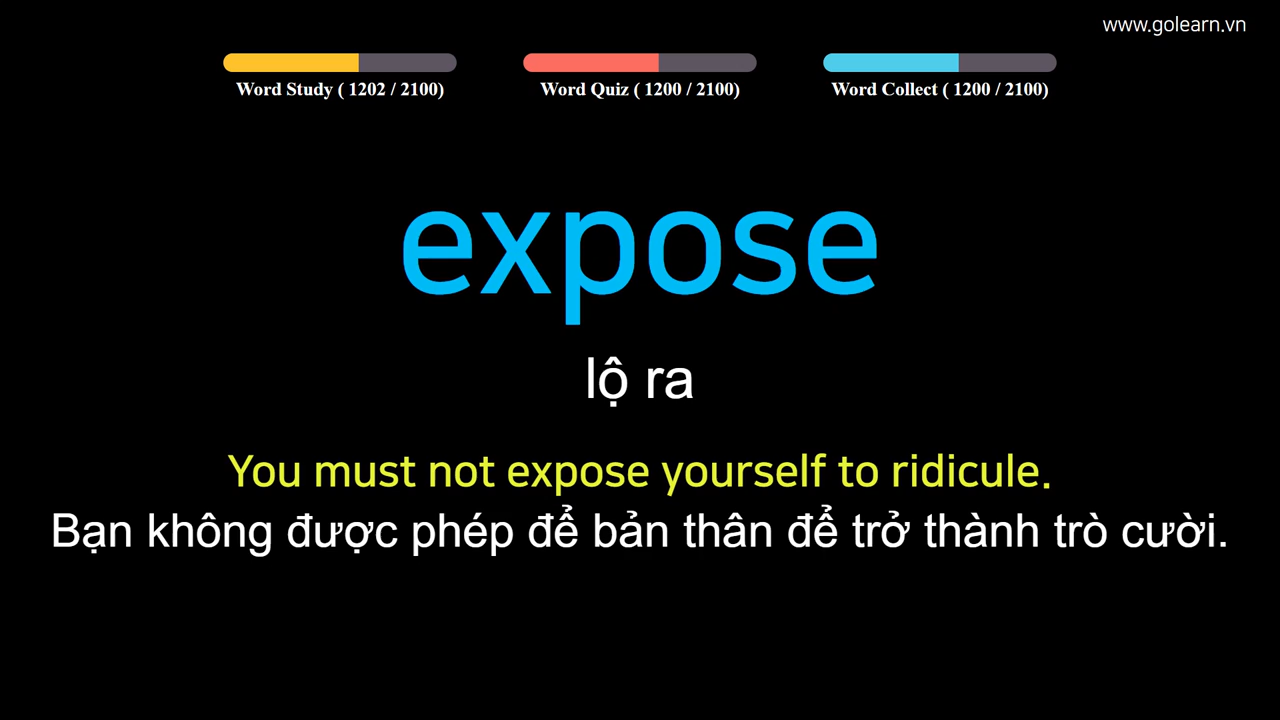 www.golearn.vn
Word Study ( 1202 / 2100) Word Quiz ( 1200 / 2100) Word Collect ( 1200 / 2100)
expose
lộ ra
You must not expose yourself to ridicule.
Bạn không được phép để bản thân để trở thành trò cười.